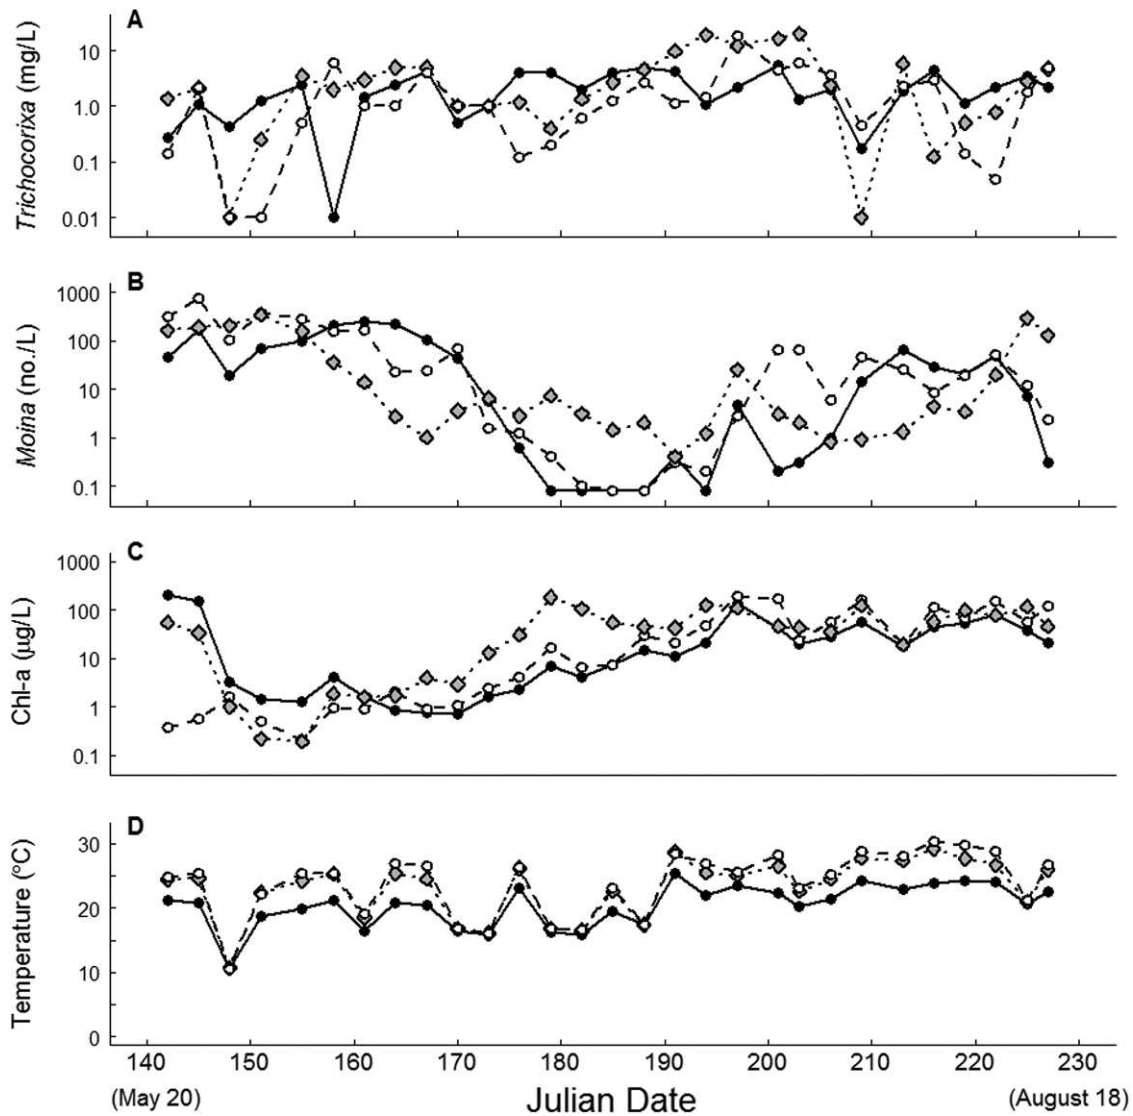 A
Trichocorixa (mg/L)
10
1.0
0.1
0.01
B
Moina (no./L)
1000
100
10
1
0.1
C
Chl-a (µg/L)
1000
100
10
1
0.1
D
Temperature (°C)
30
20
10
0
140 150 160 170 180 190 200 210 220 230
(May 20) Julian Date (August 18)